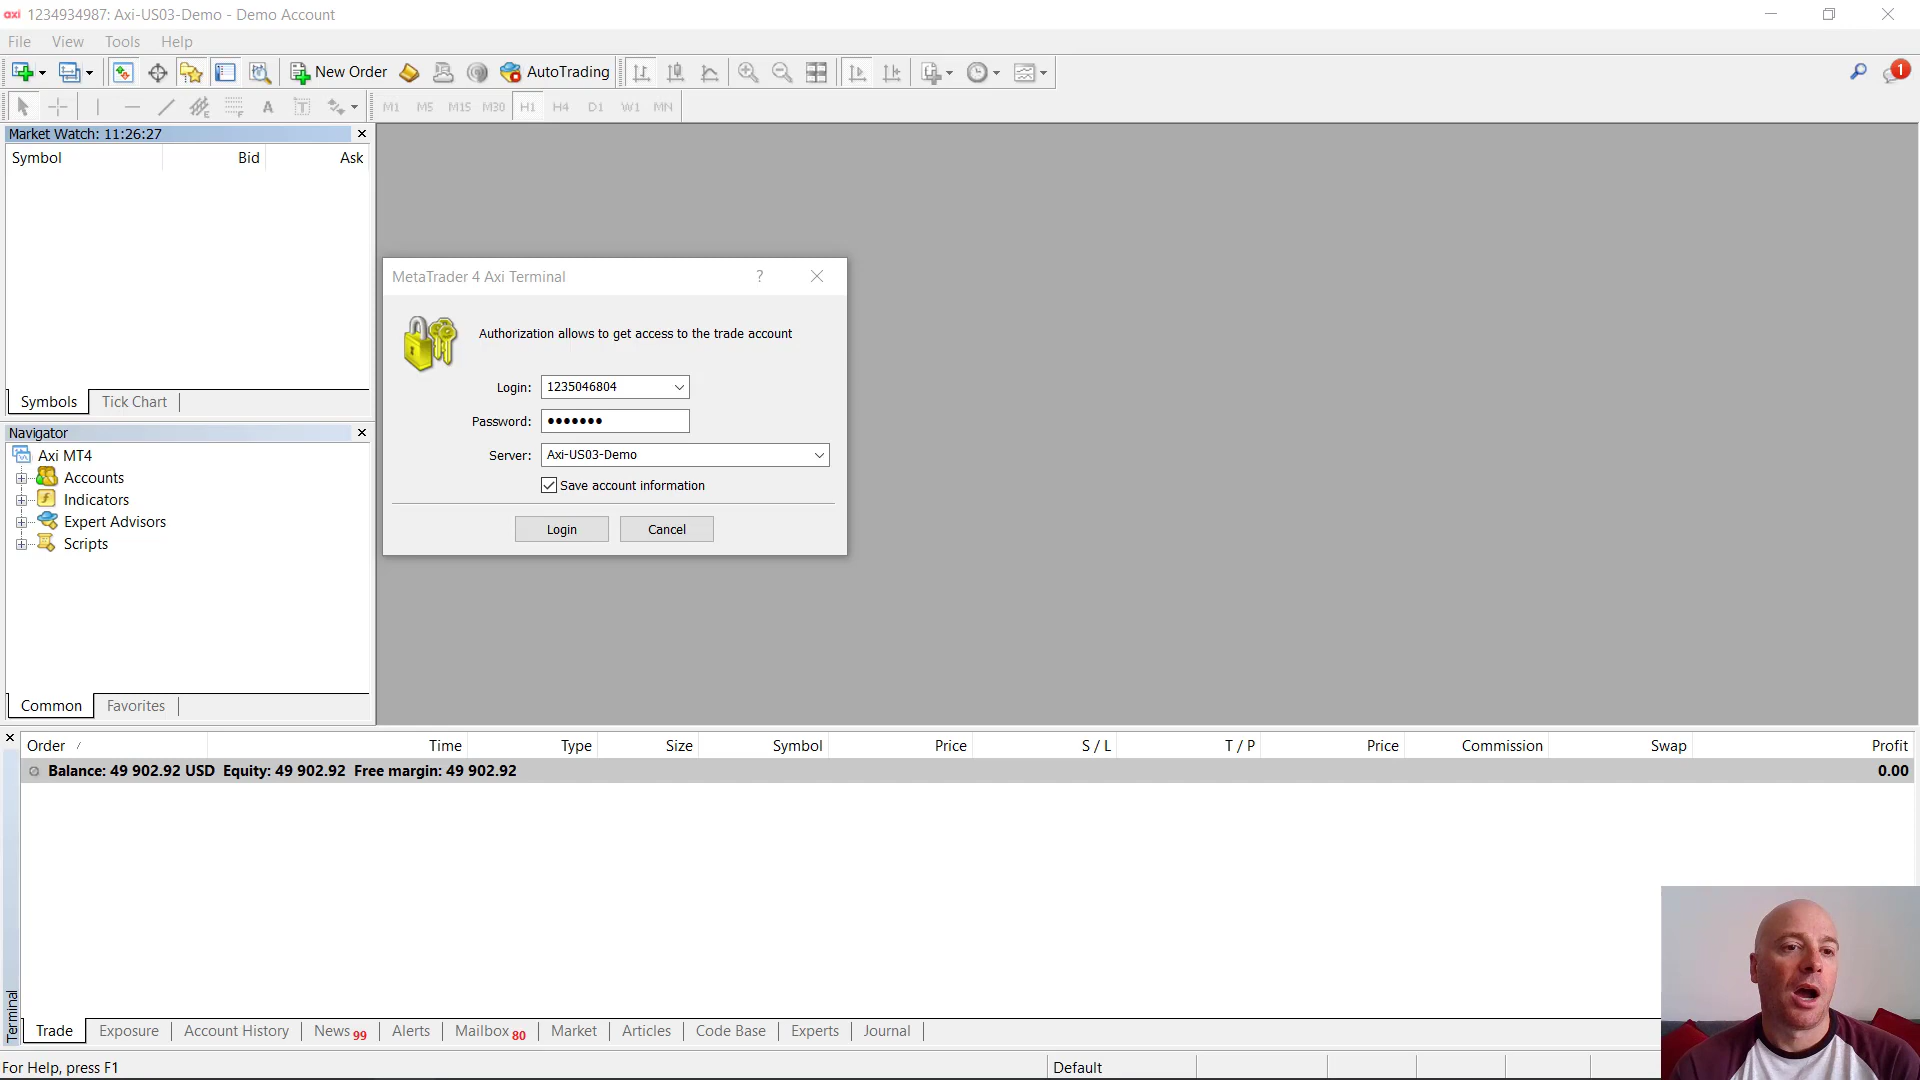 axi 1234934987: Axi-US03-Demo - Demo Account
File View Tools Help
New Order AutoTrading 1
A T M1 M5 M15 M30 H1 H4 D1 W1 MN
Market Watch: 11:26:27
Symbol Bid Ask
Symbols Tick Chart
Navigator
Axi MT4
Accounts
Indicators
Expert Advisors
Scripts
Common Favorites
MetaTrader 4 Axi Terminal ?
Authorization allows to get access to the trade account
Login: 1235046804
Password: •••••••
Server: Axi-US03-Demo
Save account information
Login Cancel
Order / Time Type Size Symbol Price S / L T / P Price Commission Swap Profit
Balance: 49 902.92 USD Equity: 49 902.92 Free margin: 49 902.92 0.00
Terminal
Trade Exposure Account History News 99 Alerts Mailbox 80 Market Articles Code Base Experts Journal
For Help, press F1 Default